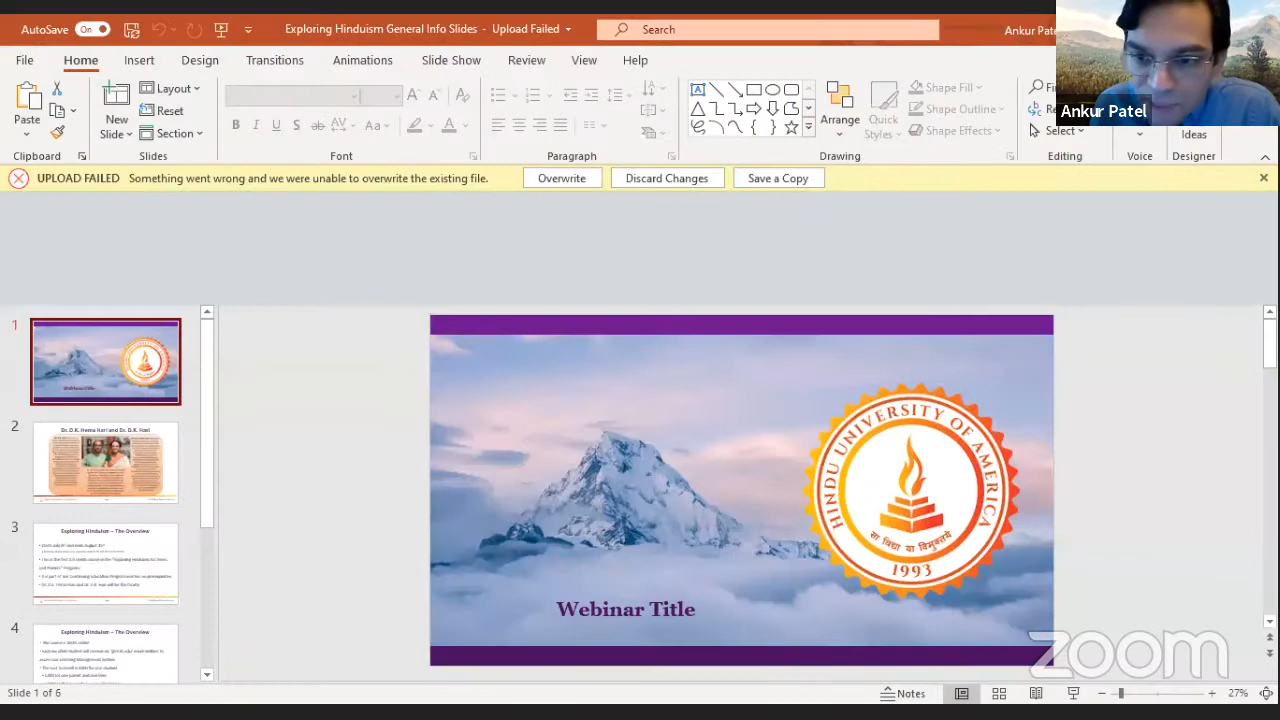 AutoSave On
Exploring Hinduism General Info Slides - Upload Failed
Search
Ankur Pate
File Home Insert Design Transitions Animations Slide Show Review View Help
Paste
New
Slide
Layout
Reset
Section
B I U S ab AV Aa A
Arrange
Quick
Styles
Shape Fill
Shape Outline
Shape Effects
Select
Ideas
Ankur Patel
Clipboard Slides Font Paragraph Drawing Editing Voice Designer
UPLOAD FAILED Something went wrong and we were unable to overwrite the existing file. Overwrite Discard Changes Save a Copy
1
2
Dr. D.K. Hema Hari and Dr. D.K. Hari
3
Exploring Hinduism – The Overview
4
Exploring Hinduism – The Overview
HINDU UNIVERSITY OF AMERICA
सा विद्या या विमुक्तये
1993
Webinar Title
zoom
Slide 1 of 6
Notes
27%